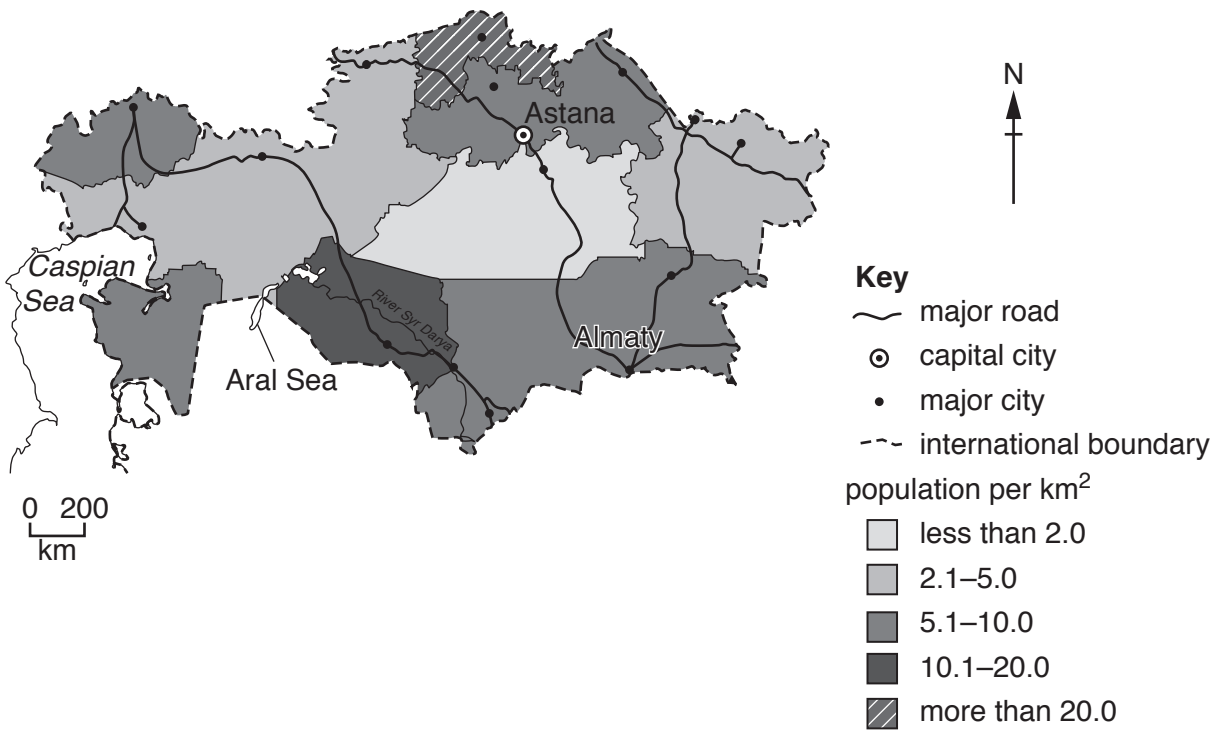 Astana
N
Caspian
Sea
River Syr Darya
Almaty
Aral Sea
0 200
km
Key
major road
capital city
major city
international boundary
population per km²
less than 2.0
2.1–5.0
5.1–10.0
10.1–20.0
more than 20.0